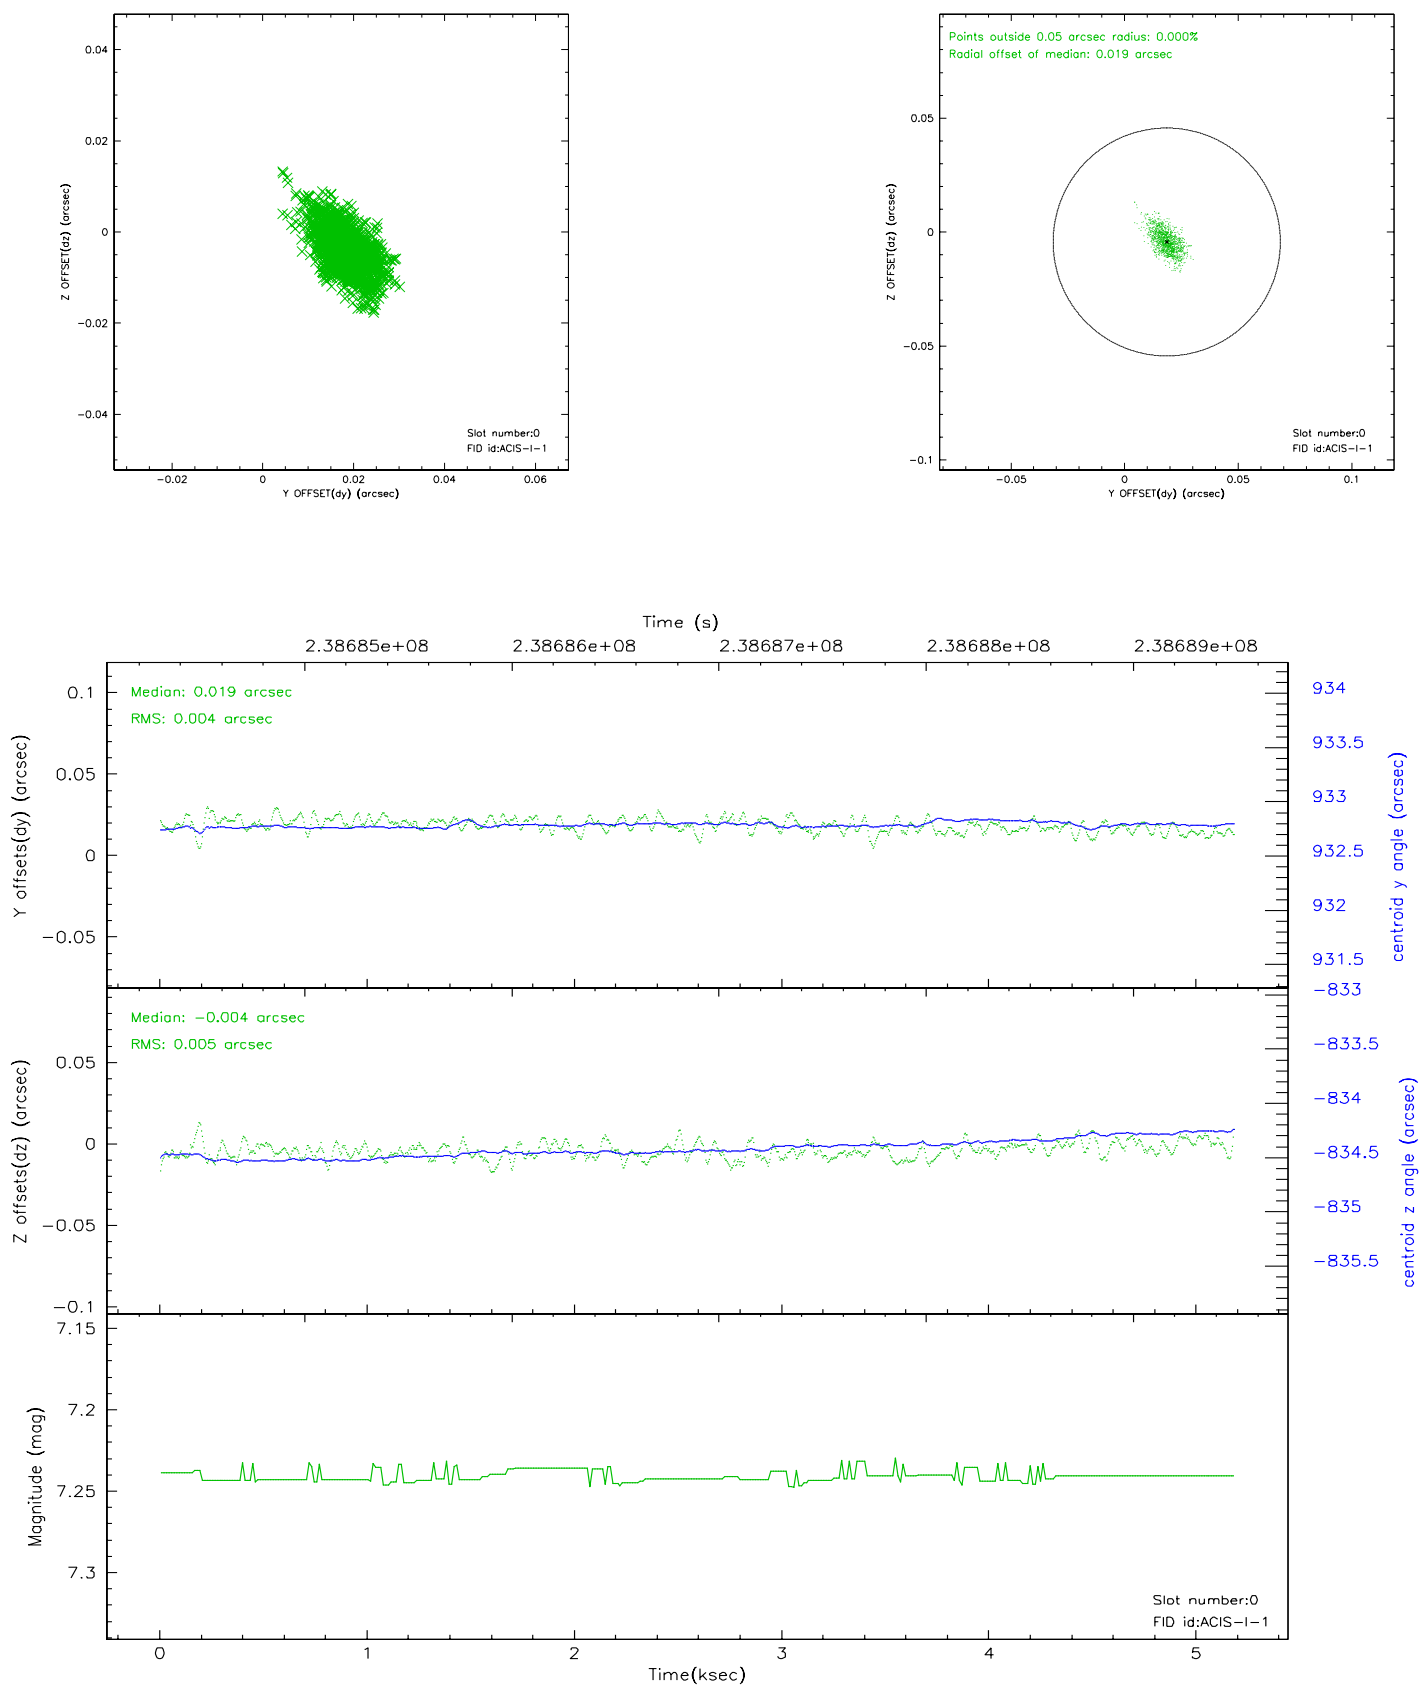 0.04
0.02
0
−0.02
−0.04
Z OFFSET(dz) (arcsec)
Slot number:0
FID id:ACIS−I−1
−0.02
0
0.02
0.04
0.06
Y OFFSET(dy) (arcsec)
Points outside 0.05 arcsec radius: 0.000%
Radial offset of median: 0.019 arcsec
0.05
0
−0.05
−0.1
Z OFFSET(dz) (arcsec)
Slot number:0
FID id:ACIS−I−1
−0.05
0
0.05
0.1
Y OFFSET(dy) (arcsec)
Time (s)
2.38685e+08
2.38686e+08
2.38687e+08
2.38688e+08
2.38689e+08
Median: 0.019 arcsec
RMS: 0.004 arcsec
0.1
0.05
0
−0.05
Y offsets(dy) (arcsec)
934
933.5
933
932.5
932
931.5
centroid y angle (arcsec)
Median: −0.004 arcsec
RMS: 0.005 arcsec
0.05
0
−0.05
−0.1
Z offsets(dz) (arcsec)
−833
−833.5
−834
−834.5
−835
−835.5
centroid z angle (arcsec)
7.15
7.2
7.25
7.3
Magnitude (mag)
Slot number:0
FID id:ACIS−I−1
0
1
2
3
4
5
Time(ksec)